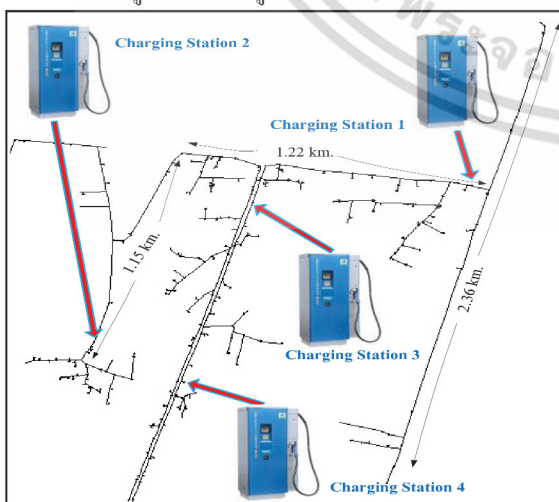 Charging Station 2
Charging Station 1
1.22 km.
1.15 km.
2.36 km.
Charging Station 3
Charging Station 4